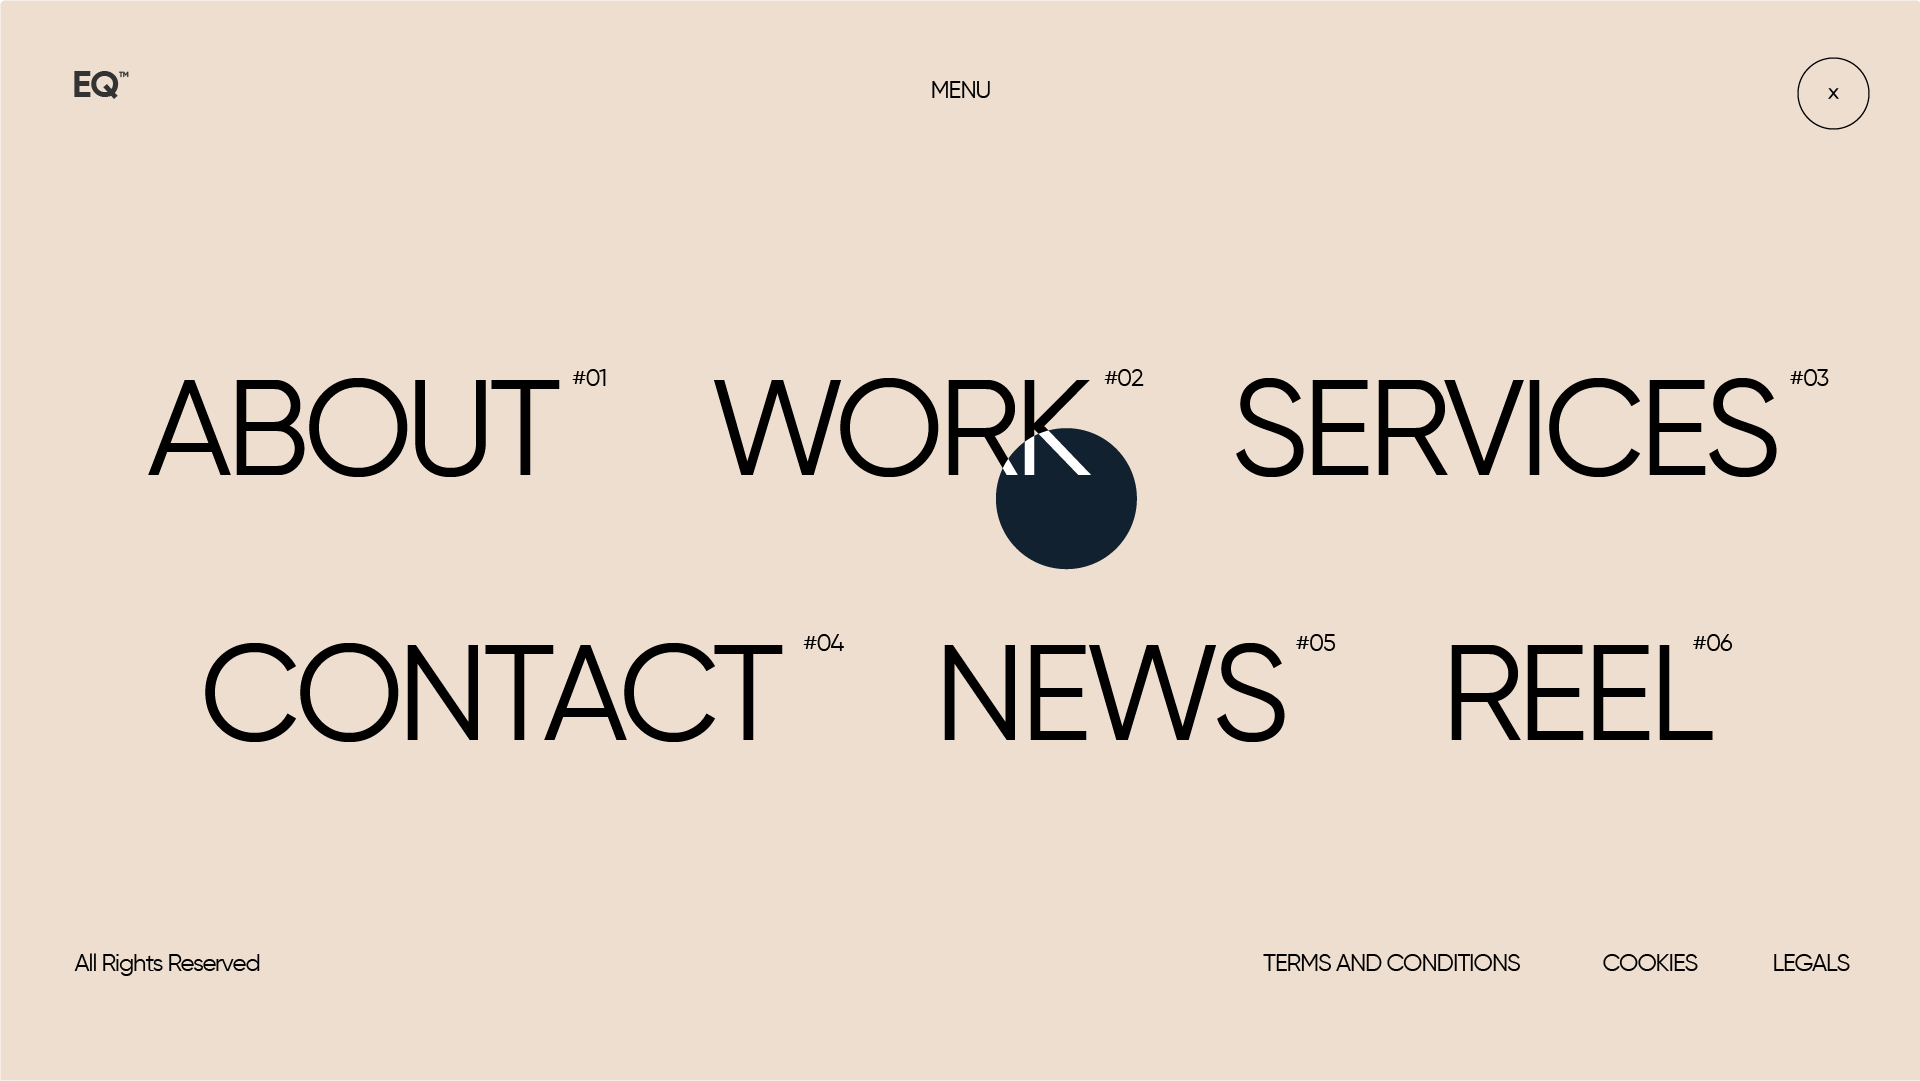 EQ™
MENU
x
ABOUT #01
WORK #02
SERVICES #03
CONTACT #04
NEWS #05
REEL #06
All Rights Reserved
TERMS AND CONDITIONS
COOKIES
LEGALS